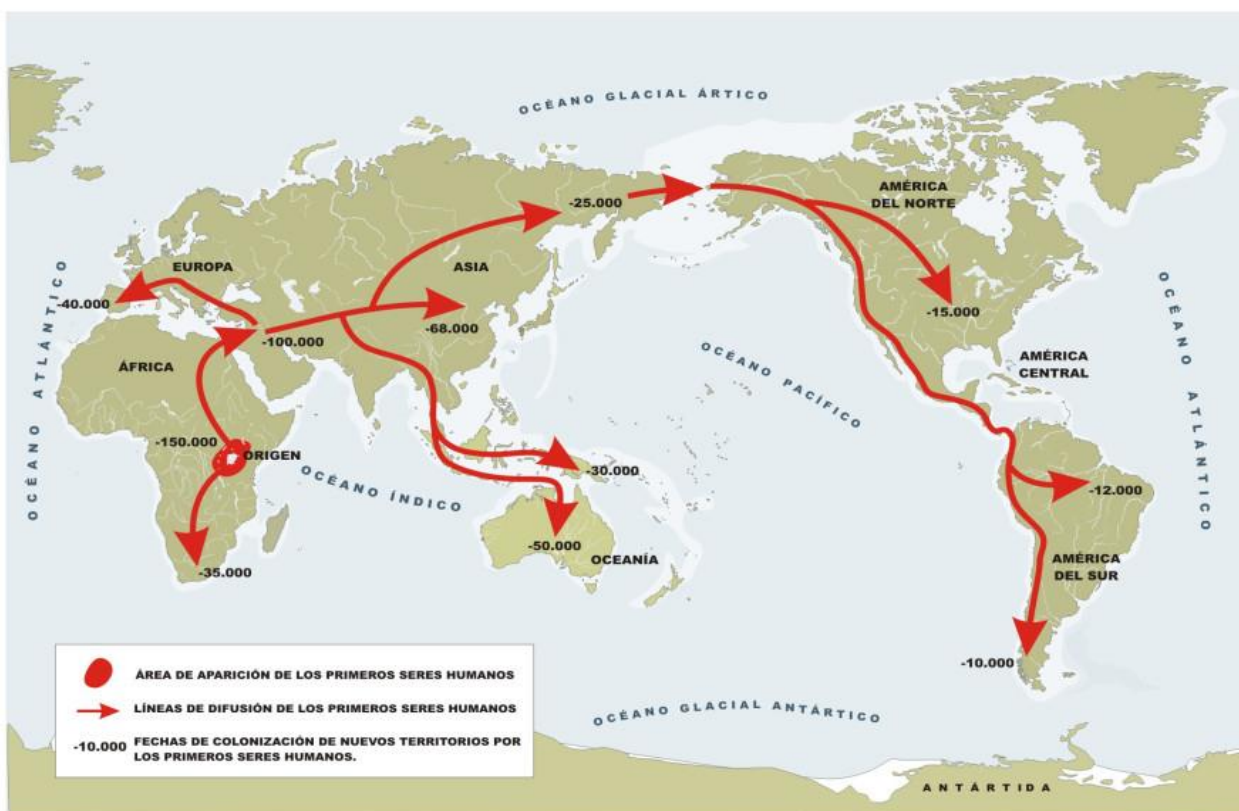 OCÉANO GLACIAL ÁRTICO
AMÉRICA
DEL NORTE
-25.000
EUROPA
ASIA
-40.000
-15.000
-68.000
-100.000
OCÉANO ATLÁNTICO
ÁFRICA
OCÉANO PACÍFICO
AMÉRICA
CENTRAL
OCÉANO ATLÁNTICO
-150.000
ORIGEN
OCÉANO ÍNDICO
-30.000
-12.000
-50.000
OCEANÍA
AMÉRICA
DEL SUR
-35.000
-10.000
ÁREA DE APARICIÓN DE LOS PRIMEROS SERES HUMANOS
LÍNEAS DE DIFUSIÓN DE LOS PRIMEROS SERES HUMANOS
-10.000 FECHAS DE COLONIZACIÓN DE NUEVOS TERRITORIOS POR
LOS PRIMEROS SERES HUMANOS.
OCÉANO GLACIAL ANTÁRTICO
ANTÁRTIDA